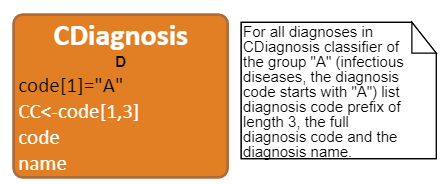 CDiagnosis
D
code[1]="A"
CC<-code[1,3]
code
name
For all diagnoses in
CDiagnosis classifier of
the group "A" (infectious
diseases, the diagnosis
code starts with "A") list
diagnosis code prefix of
length 3, the full
diagnosis code and the
diagnosis name.